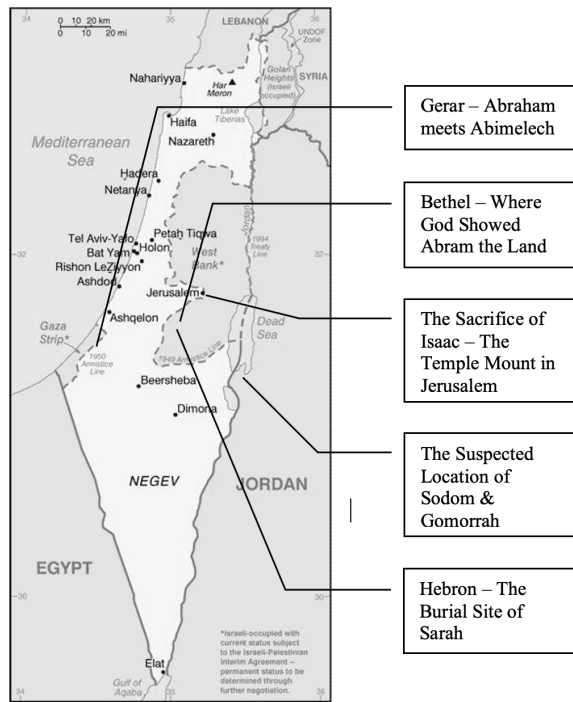 34
35
36
LEBANON
0 10 20 km
0 10 20 mi
UNDOF
Zone
Nahariyya
Golan
Heights
(Israeli
occupied)
SYRIA
Har
Meron
Haifa
Lake
Tiberias
Nazareth
Mediterranean
Sea
Hadera
Netanya
Tel Aviv-Yafo
Petah Tiqwa
Bat Yam
Holon
Rishon LeZiyyon
Ashdod
West
Bank*
Jordan
1994
Treaty
Line
32
32
Jerusalem
Ashqelon
Gaza
Strip*
1950
Armistice
Line
Dead
Sea
1949 Armistice Line
Beersheba
Dimona
NEGEV
JORDAN
EGYPT
30
30
*Israeli-occupied with
current status subject
to the Israeli-Palestinian
Interim Agreement –
permanent status to be
determined through
further negotiation.
Elat
Gulf of
Aqaba
34
35
36
Gerar – Abraham
meets Abimelech
Bethel – Where
God Showed
Abram the Land
The Sacrifice of
Isaac – The
Temple Mount in
Jerusalem
The Suspected
Location of
Sodom &
Gomorrah
Hebron – The
Burial Site of
Sarah